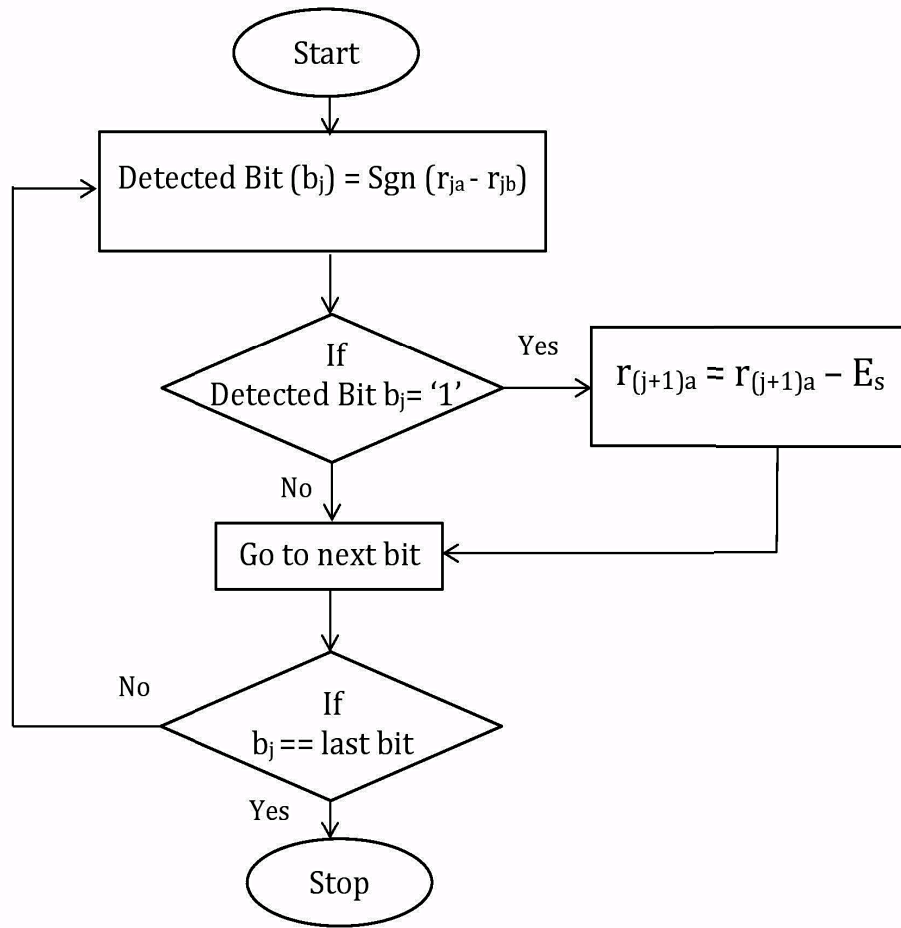 Start
Detected Bit (bj) = Sgn (rja - rjb)
If
Detected Bit bj= ‘1’
Yes
r(j+1)a = r(j+1)a – Es
No
Go to next bit
If
bj == last bit
No
Yes
Stop